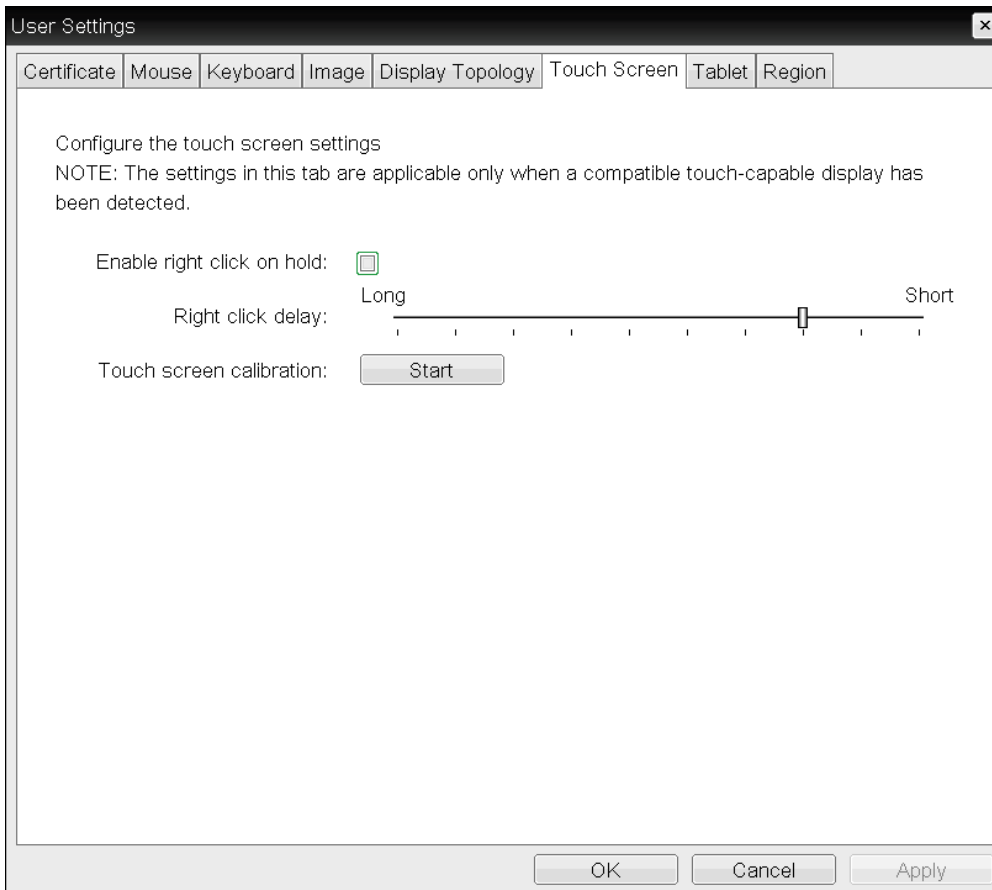 User Settings
Certificate Mouse Keyboard Image Display Topology Touch Screen Tablet Region
Configure the touch screen settings
NOTE: The settings in this tab are applicable only when a compatible touch-capable display has
been detected.
Enable right click on hold:
Long Short
Right click delay:
Touch screen calibration: Start
OK Cancel Apply